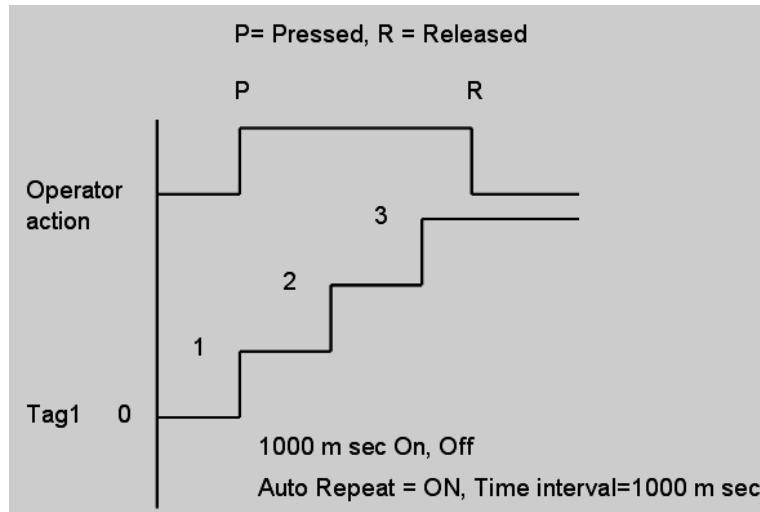 P= Pressed, R = Released
P R
Operator
action
3
2
1
Tag1 0
1000 m sec On, Off
Auto Repeat = ON, Time interval=1000 m sec